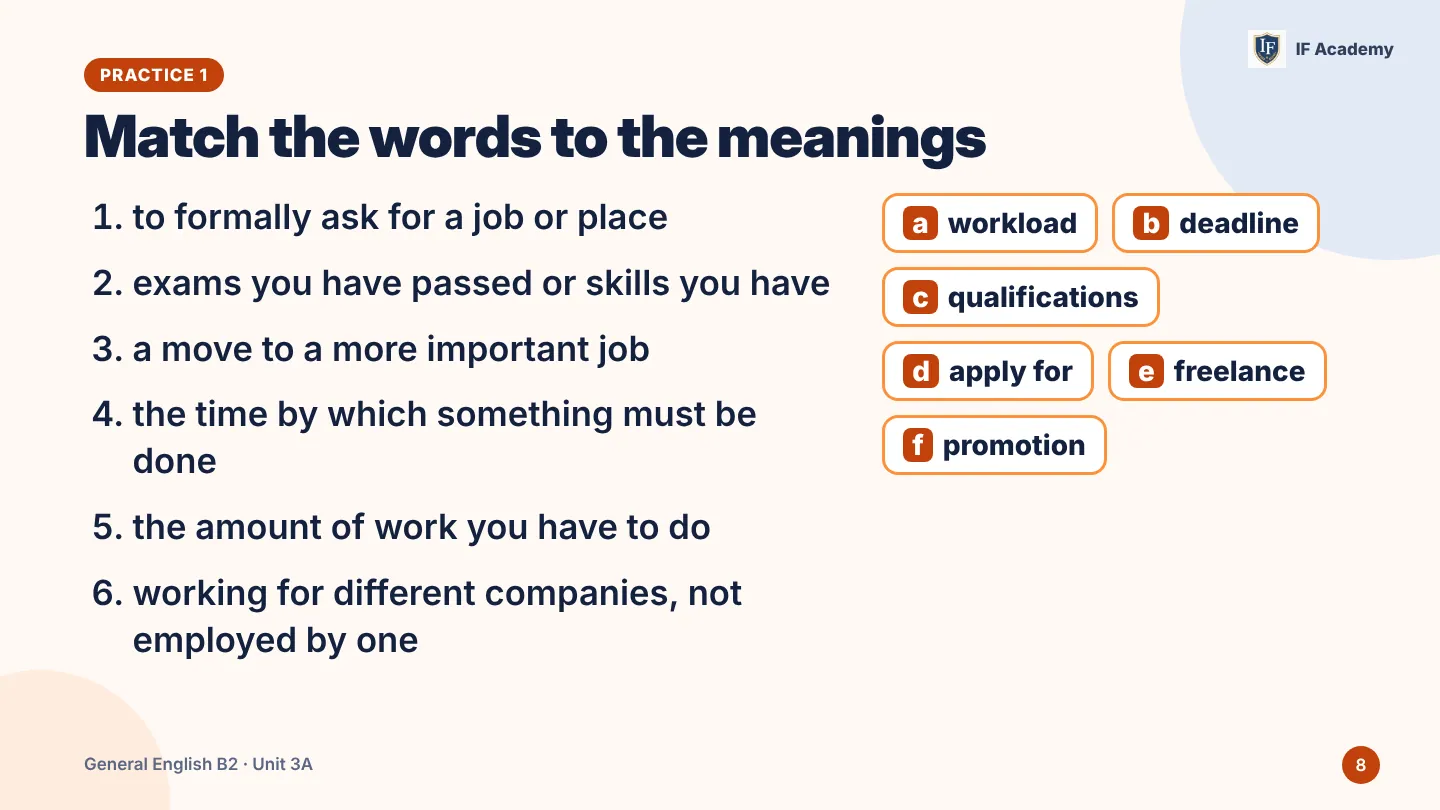 IF
IF Academy
PRACTICE 1
Match the words to the meanings
1. to formally ask for a job or place
2. exams you have passed or skills you have
3. a move to a more important job
4. the time by which something must be
done
5. the amount of work you have to do
6. working for different companies, not
employed by one
a workload
b deadline
c qualifications
d apply for
e freelance
f promotion
General English B2 · Unit 3A
8